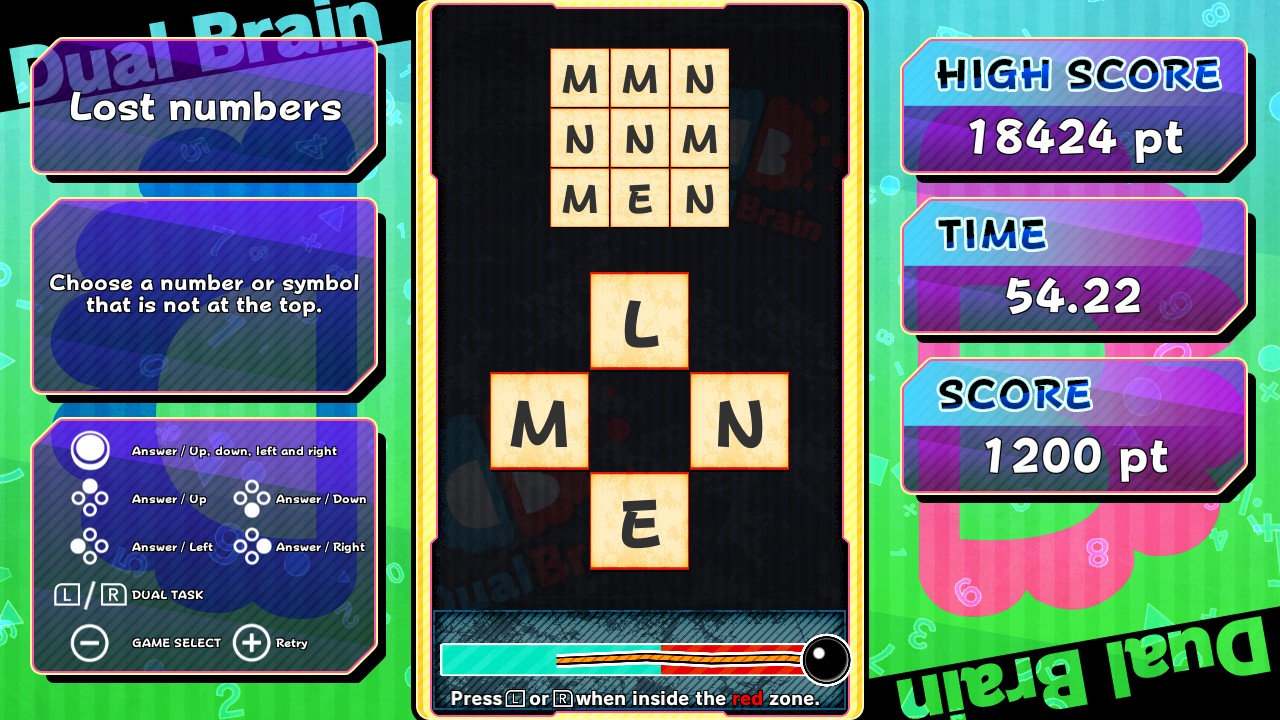 Dual Brain
Lost numbers
Choose a number or symbol
that is not at the top.
Answer / Up, down, left and right
Answer / Up
Answer / Down
Answer / Left
Answer / Right
L / R DUAL TASK
GAME SELECT
Retry
M M N
N N M
M E N
L
M N
E
Press L or R when inside the red zone.
HIGH SCORE
18424 pt
TIME
54.22
SCORE
1200 pt
Dual Brain